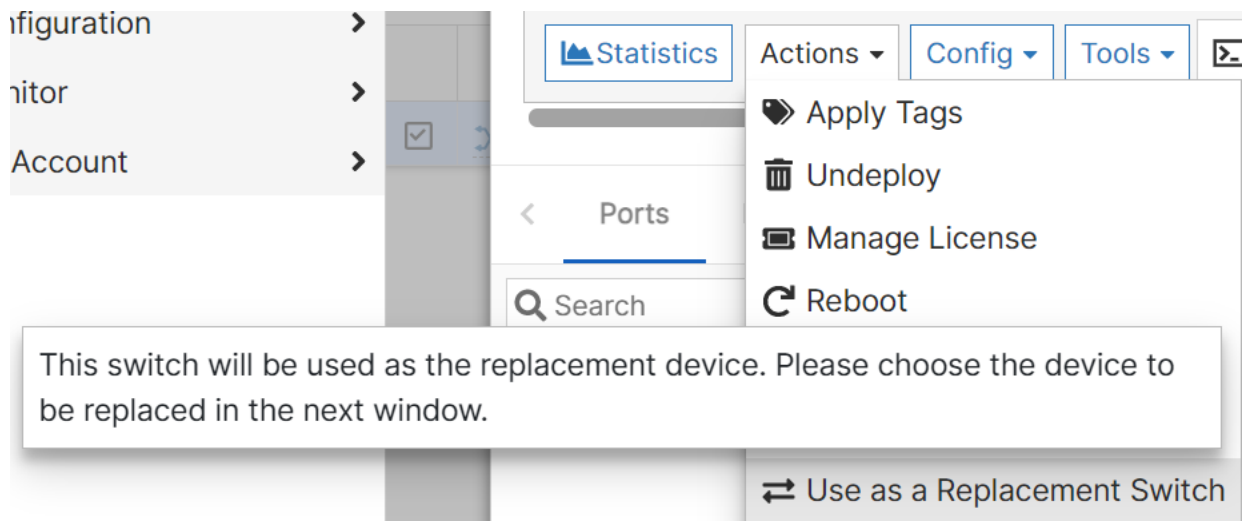 nfiguration
nitor
Account
Statistics
Actions
Config
Tools
Apply Tags
Undeploy
Manage License
Reboot
Ports
Search
This switch will be used as the replacement device. Please choose the device to
be replaced in the next window.
Use as a Replacement Switch